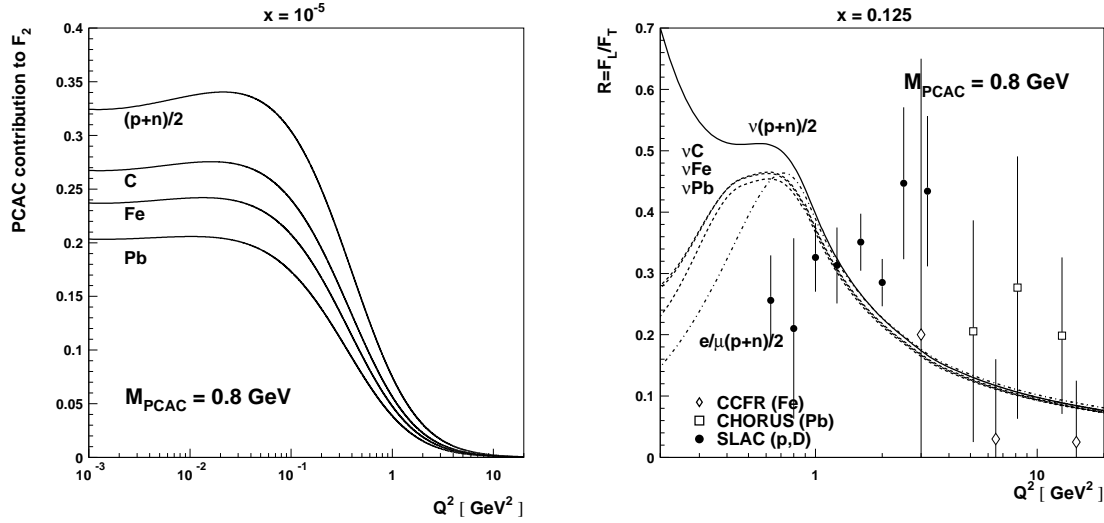 x = 10⁻⁵
PCAC contribution to F₂
0.4
0.35
0.3
0.25
0.2
0.15
0.1
0.05
0
(p+n)/2
C
Fe
Pb
M_PCAC = 0.8 GeV
10⁻³ 10⁻² 10⁻¹ 1 10
Q² [ GeV² ]
x = 0.125
R=F_L/F_T
0.7
0.6
0.5
0.4
0.3
0.2
0.1
0
M_PCAC = 0.8 GeV
ν(p+n)/2
νC
νFe
νPb
e/μ(p+n)/2
CCFR (Fe)
CHORUS (Pb)
SLAC (p,D)
1 10
Q² [ GeV² ]